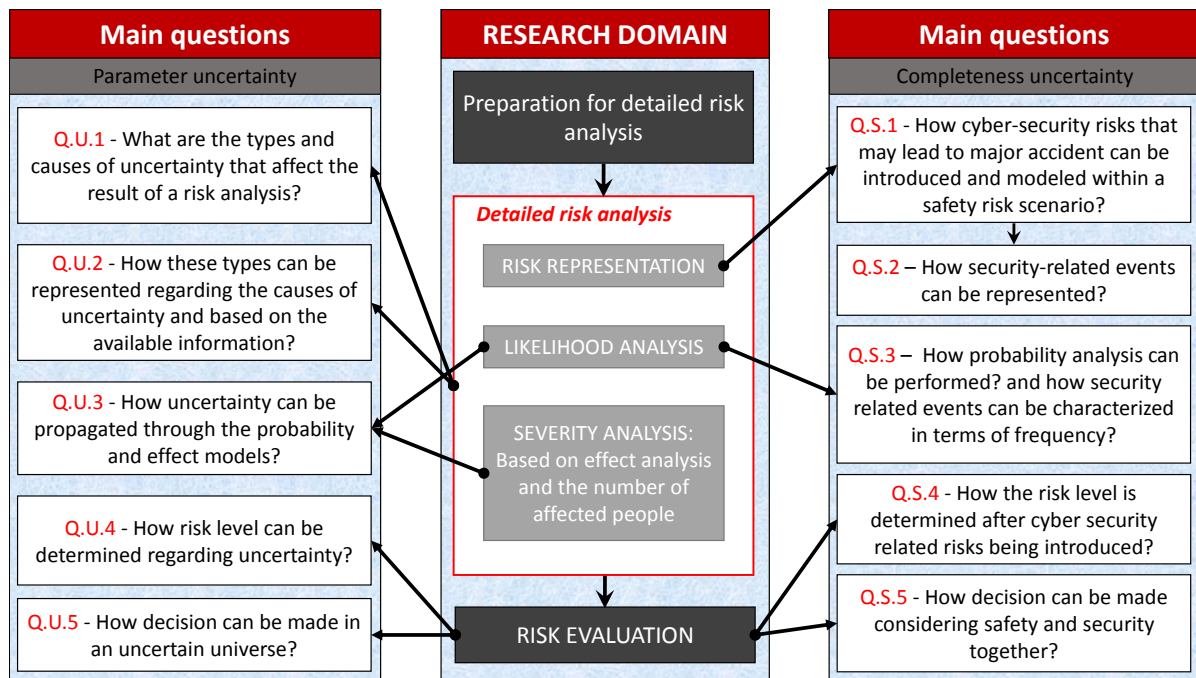 Main questions
Parameter uncertainty
Q.U.1 - What are the types and
causes of uncertainty that affect the
result of a risk analysis?
Q.U.2 - How these types can be
represented regarding the causes of
uncertainty and based on the
available information?
Q.U.3 - How uncertainty can be
propagated through the probability
and effect models?
Q.U.4 - How risk level can be
determined regarding uncertainty?
Q.U.5 - How decision can be made in
an uncertain universe?
RESEARCH DOMAIN
Preparation for detailed risk
analysis
Detailed risk analysis
RISK REPRESENTATION
LIKELIHOOD ANALYSIS
SEVERITY ANALYSIS:
Based on effect analysis
and the number of
affected people
RISK EVALUATION
Main questions
Completeness uncertainty
Q.S.1 - How cyber-security risks that
may lead to major accident can be
introduced and modeled within a
safety risk scenario?
Q.S.2 – How security-related events
can be represented?
Q.S.3 – How probability analysis can
be performed? and how security
related events can be characterized
in terms of frequency?
Q.S.4 - How the risk level is
determined after cyber security
related risks being introduced?
Q.S.5 - How decision can be made
considering safety and security
together?